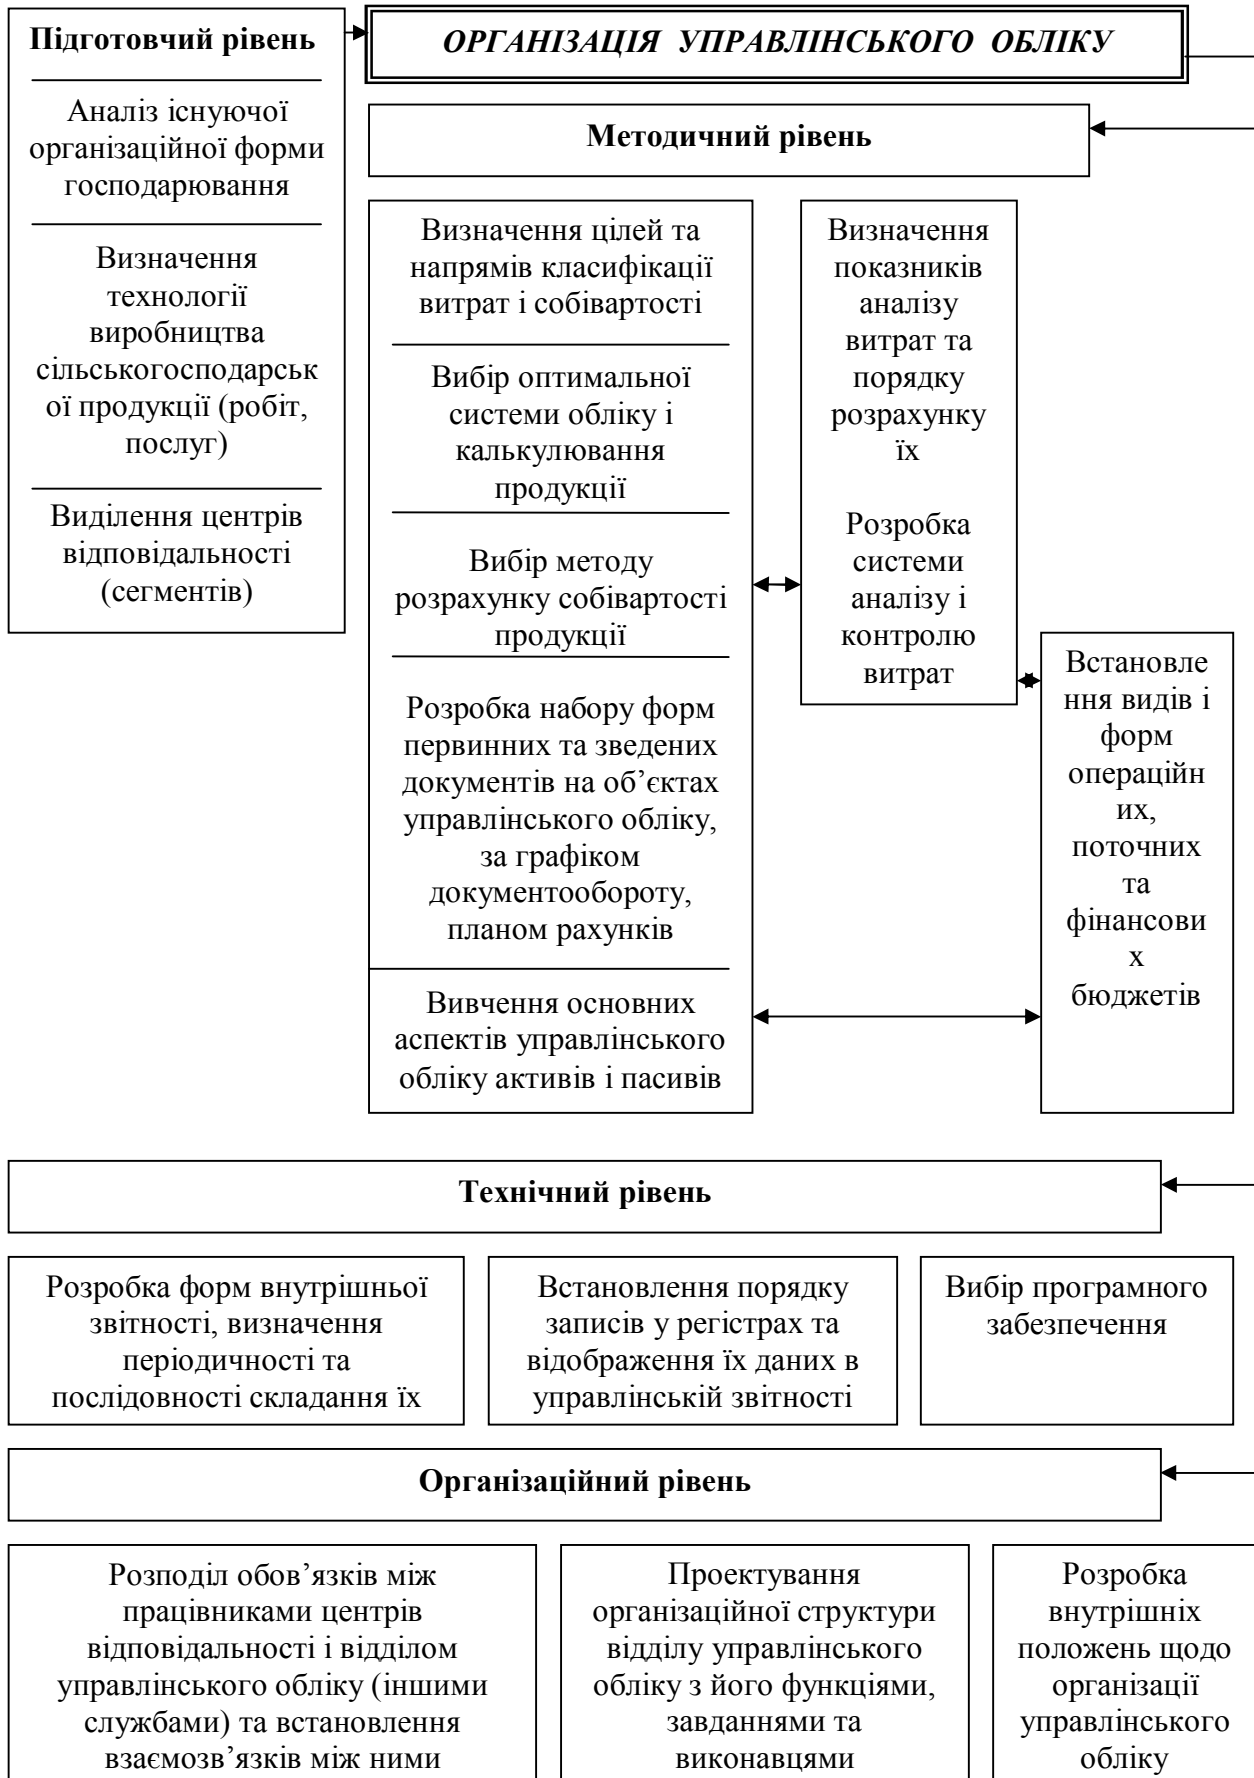 Підготовчий рівень
Аналіз існуючої
організаційної форми
господарювання
Визначення
технології
виробництва
сільськогосподарськ
ої продукції (робіт,
послуг)
Виділення центрів
відповідальності
(сегментів)
ОРГАНІЗАЦІЯ УПРАВЛІНСЬКОГО ОБЛІКУ
Методичний рівень
Визначення цілей та
напрямів класифікації
витрат і собівартості
Вибір оптимальної
системи обліку і
калькулювання
продукції
Вибір методу
розрахунку собівартості
продукції
Розробка набору форм
первинних та зведених
документів на об’єктах
управлінського обліку,
за графіком
документообороту,
планом рахунків
Вивчення основних
аспектів управлінського
обліку активів і пасивів
Визначення
показників
аналізу
витрат та
порядку
розрахунку
їх
Розробка
системи
аналізу і
контролю
витрат
Встановле
ння видів і
форм
операційн
их,
поточних
та
фінансови
х
бюджетів
Технічний рівень
Розробка форм внутрішньої
звітності, визначення
періодичності та
послідовності складання їх
Встановлення порядку
записів у регістрах та
відображення їх даних в
управлінській звітності
Вибір програмного
забезпечення
Організаційний рівень
Розподіл обов’язків між
працівниками центрів
відповідальності і відділом
управлінського обліку (іншими
службами) та встановлення
взаємозв’язків між ними
Проектування
організаційної структури
відділу управлінського
обліку з його функціями,
завданнями та
виконавцями
Розробка
внутрішніх
положень щодо
організації
управлінського
обліку